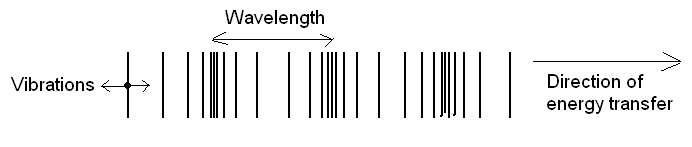 Wavelength
Vibrations
Direction of
energy transfer